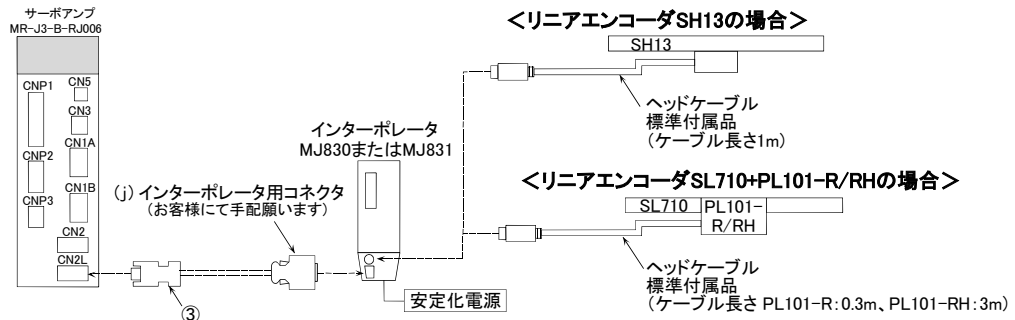 サーボアンプ
MR-J3-B-RJ006
CNP1
CN5
CN3
CN1A
CNP2
CN1B
CNP3
CN2
CN2L
③
(j) インターポレータ用コネクタ
(お客様にて手配願います)
インターポレータ
MJ830またはMJ831
安定化電源
＜リニアエンコーダSH13の場合＞
SH13
ヘッドケーブル
標準付属品
(ケーブル長さ1m)
＜リニアエンコーダSL710+PL101-R/RHの場合＞
SL710
PL101-
R/RH
ヘッドケーブル
標準付属品
(ケーブル長さ PL101-R:0.3m、PL101-RH:3m)